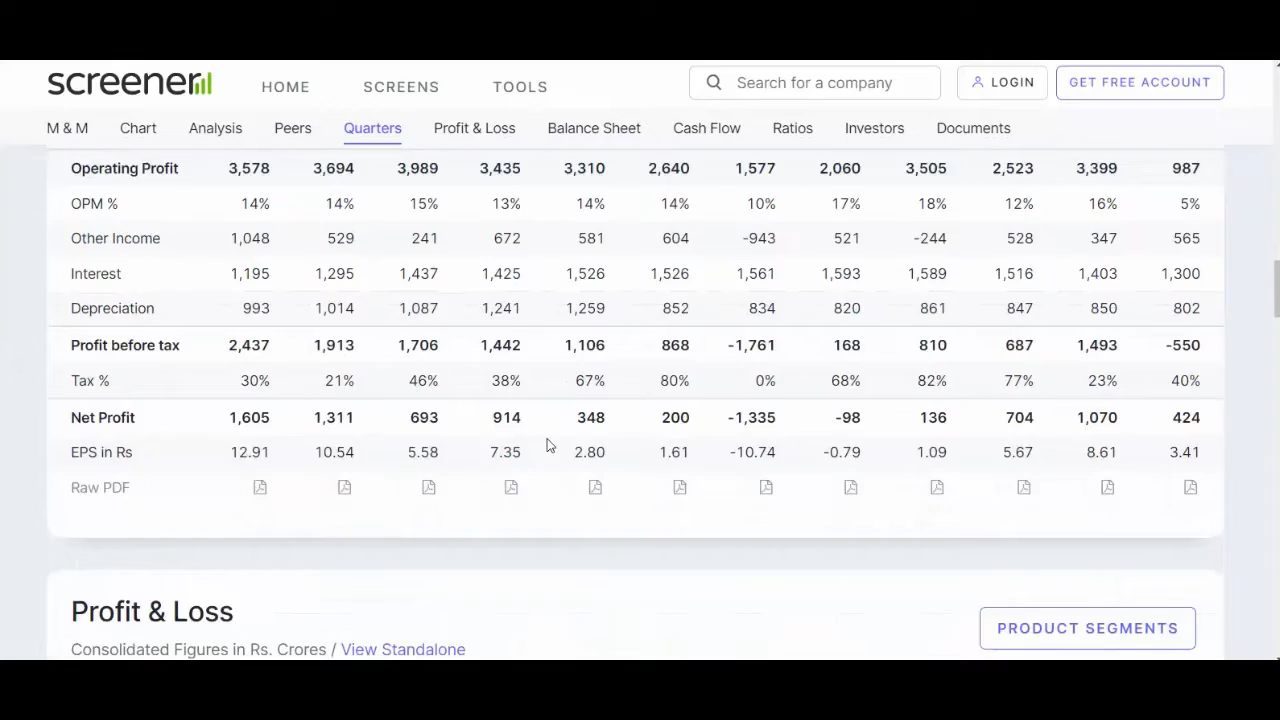 screener
HOME SCREENS TOOLS Search for a company LOGIN GET FREE ACCOUNT
M & M Chart Analysis Peers Quarters Profit & Loss Balance Sheet Cash Flow Ratios Investors Documents
Operating Profit 3,578 3,694 3,989 3,435 3,310 2,640 1,577 2,060 3,505 2,523 3,399 987
OPM % 14% 14% 15% 13% 14% 14% 10% 17% 18% 12% 16% 5%
Other Income 1,048 529 241 672 581 604 -943 521 -244 528 347 565
Interest 1,195 1,295 1,437 1,425 1,526 1,526 1,561 1,593 1,589 1,516 1,403 1,300
Depreciation 993 1,014 1,087 1,241 1,259 852 834 820 861 847 850 802
Profit before tax 2,437 1,913 1,706 1,442 1,106 868 -1,761 168 810 687 1,493 -550
Tax % 30% 21% 46% 38% 67% 80% 0% 68% 82% 77% 23% 40%
Net Profit 1,605 1,311 693 914 348 200 -1,335 -98 136 704 1,070 424
EPS in Rs 12.91 10.54 5.58 7.35 2.80 1.61 -10.74 -0.79 1.09 5.67 8.61 3.41
Raw PDF
Profit & Loss
PRODUCT SEGMENTS
Consolidated Figures in Rs. Crores / View Standalone